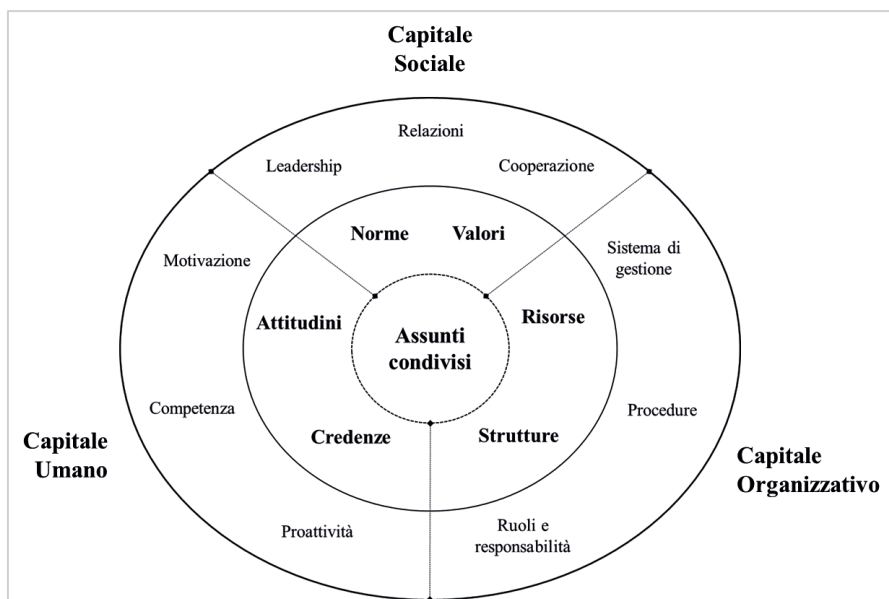 Capitale
Sociale
Relazioni
Leadership
Cooperazione
Norme
Valori
Motivazione
Sistema di
gestione
Attitudini
Risorse
Assunti
condivisi
Competenza
Procedure
Credenze
Strutture
Capitale
Umano
Capitale
Organizzativo
Proattività
Ruoli e
responsabilità